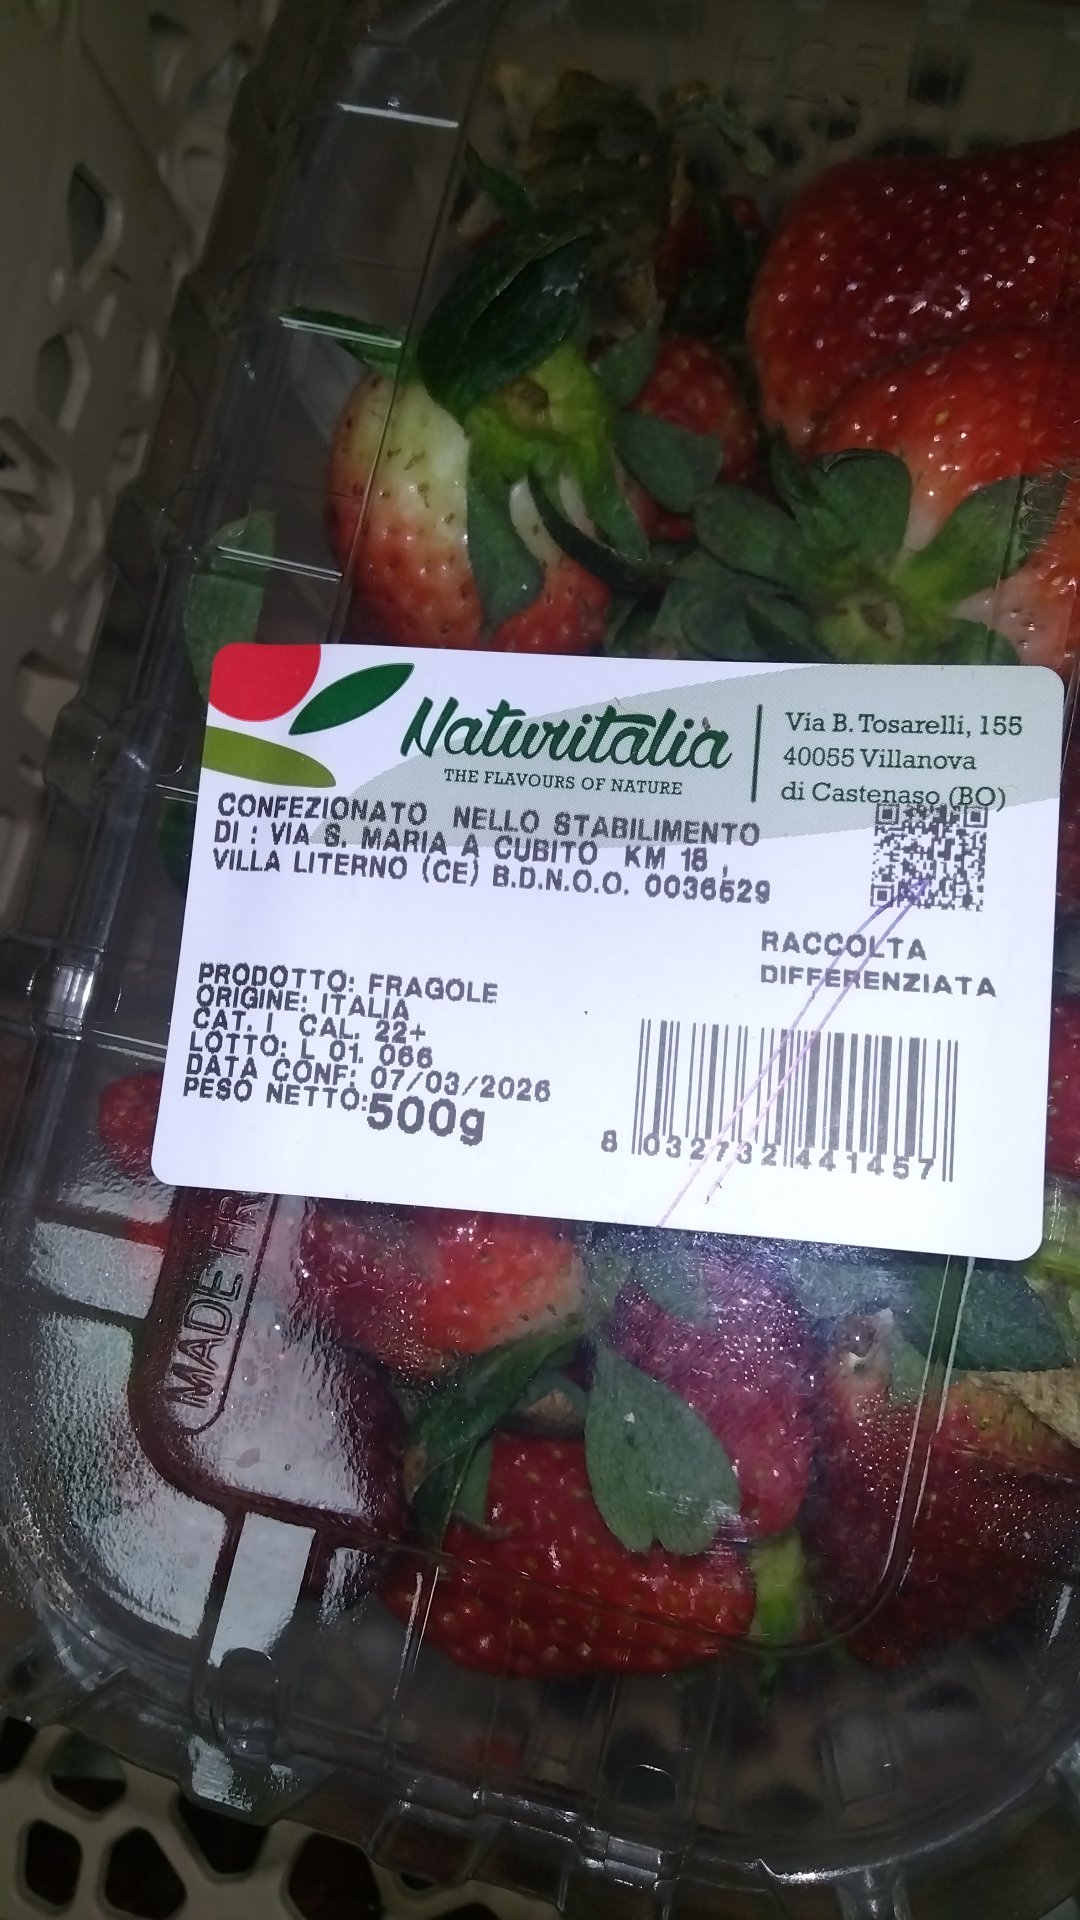 Naturitalia
THE FLAVOURS OF NATURE
Via B. Tosarelli, 155
40055 Villanova
di Castenaso (BO)
CONFEZIONATO NELLO STABILIMENTO
DI : VIA S. MARIA A CUBITO KM 18 ,
VILLA LITERNO (CE) B.D.N.O.O. 0036529
RACCOLTA
DIFFERENZIATA
PRODOTTO: FRAGOLE
ORIGINE: ITALIA
CAT. I CAL. 22+
LOTTO: L 01. 066
DATA CONF: 07/03/2026
PESO NETTO:500g
8 032732 441457
MADE FR